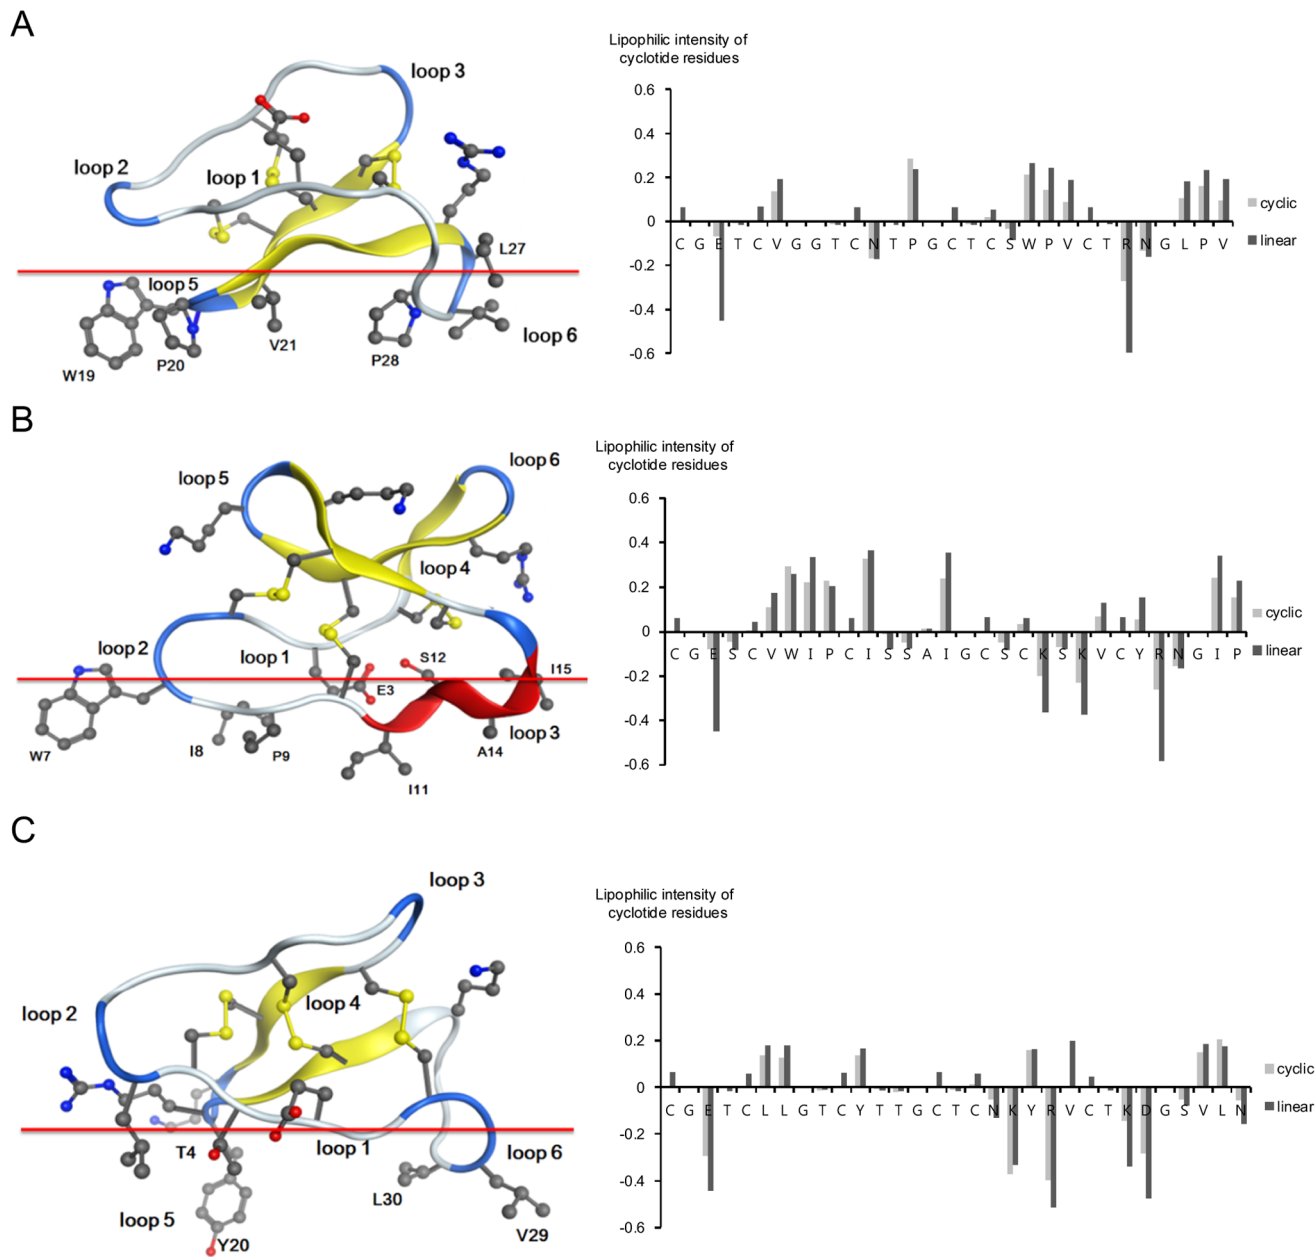 A
loop 3
loop 2
loop 1
L27
loop 5
loop 6
W19
P20
V21
P28
Lipophilic intensity of
cyclotide residues
0.6
0.4
0.2
0
-0.2
-0.4
-0.6
C G E T C V G G T C N T P G C T C S W P V C T R N G L P V
cyclic
linear
B
loop 6
loop 5
loop 4
loop 2
loop 1
S12
I15
E3
W7
I8
P9
A14
loop 3
I11
Lipophilic intensity of
cyclotide residues
0.6
0.4
0.2
0
-0.2
-0.4
-0.6
C G E S C V W I P C I S S A I G C S C K S K V C Y R N G I P
cyclic
linear
C
loop 3
loop 4
loop 2
T4
loop 1
loop 6
L30
loop 5
Y20
V29
Lipophilic intensity of
cyclotide residues
0.6
0.4
0.2
0
-0.2
-0.4
-0.6
C G E T C L L G T C Y T T G C T C N K Y R V C T K D G S V L N
cyclic
linear